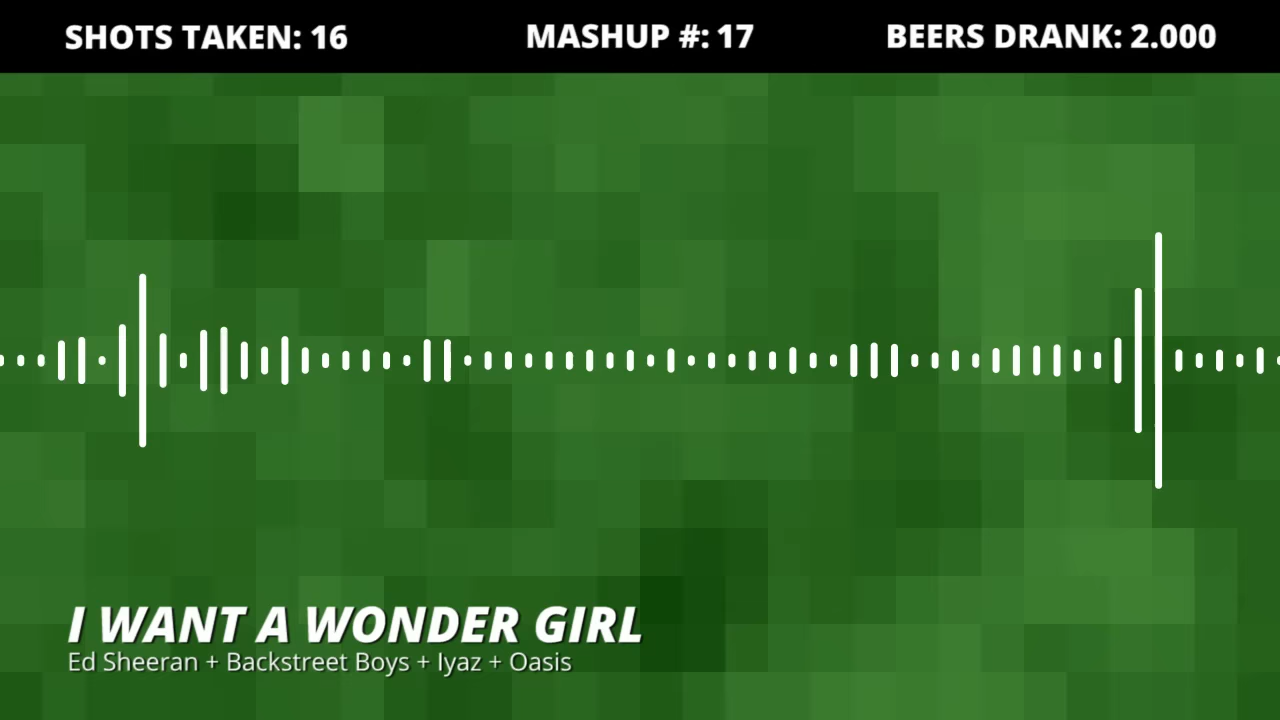 SHOTS TAKEN: 16 MASHUP #: 17 BEERS DRANK: 2.000
I WANT A WONDER GIRL
Ed Sheeran + Backstreet Boys + Iyaz + Oasis